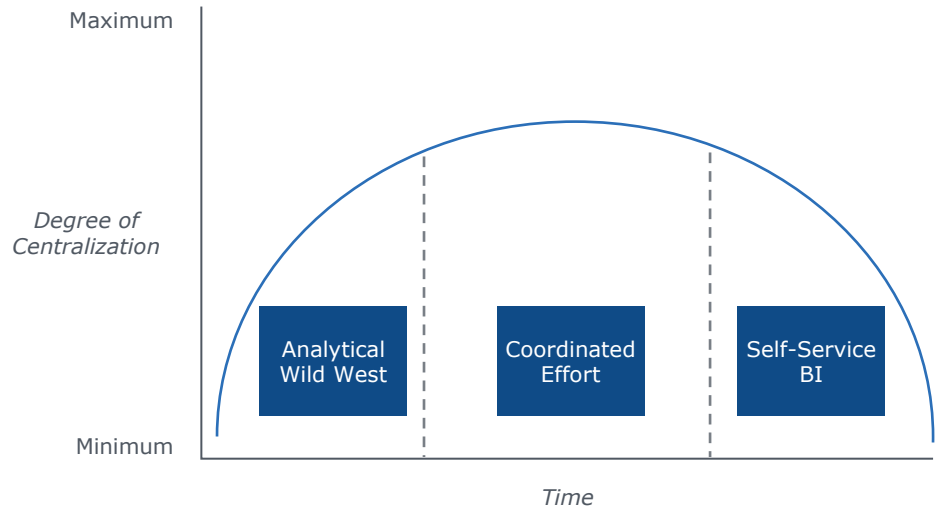 Maximum
Degree of
Centralization
Analytical
Wild West
Coordinated
Effort
Self-Service
BI
Minimum
Time